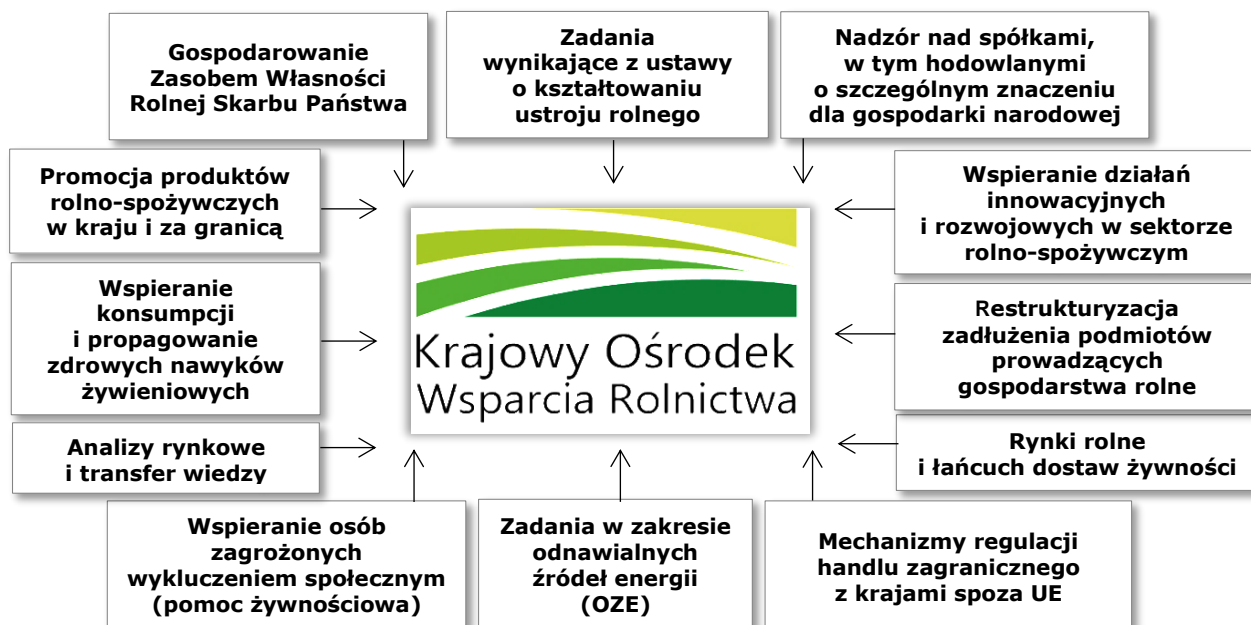 Gospodarowanie
Zasobem Własności
Rolnej Skarbu Państwa
Zadania
wynikające z ustawy
o kształtowaniu
ustroju rolnego
Nadzór nad spółkami,
w tym hodowlanymi
o szczególnym znaczeniu
dla gospodarki narodowej
Promocja produktów
rolno-spożywczych
w kraju i za granicą
Wspieranie działań
innowacyjnych
i rozwojowych w sektorze
rolno-spożywczym
Wspieranie
konsumpcji
i propagowanie
zdrowych nawyków
żywieniowych
Krajowy Ośrodek
Wsparcia Rolnictwa
Restrukturyzacja
zadłużenia podmiotów
prowadzących
gospodarstwa rolne
Analizy rynkowe
i transfer wiedzy
Rynki rolne
i łańcuch dostaw żywności
Wspieranie osób
zagrożonych
wykluczeniem społecznym
(pomoc żywnościowa)
Zadania w zakresie
odnawialnych
źródeł energii
(OZE)
Mechanizmy regulacji
handlu zagranicznego
z krajami spoza UE